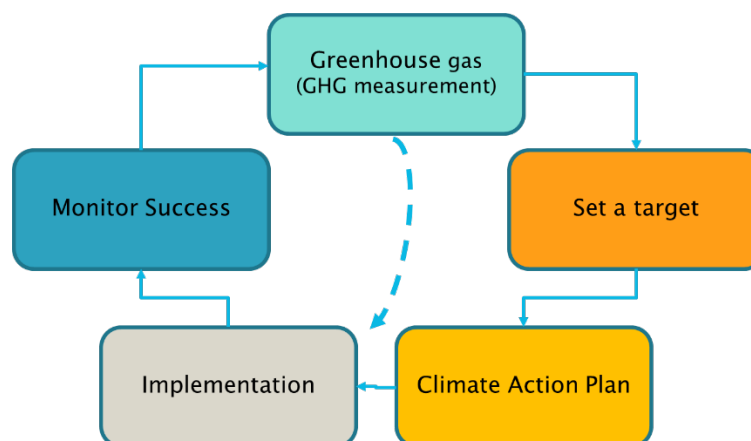 Greenhouse gas
(GHG measurement)
Monitor Success
Set a target
Implementation
Climate Action Plan